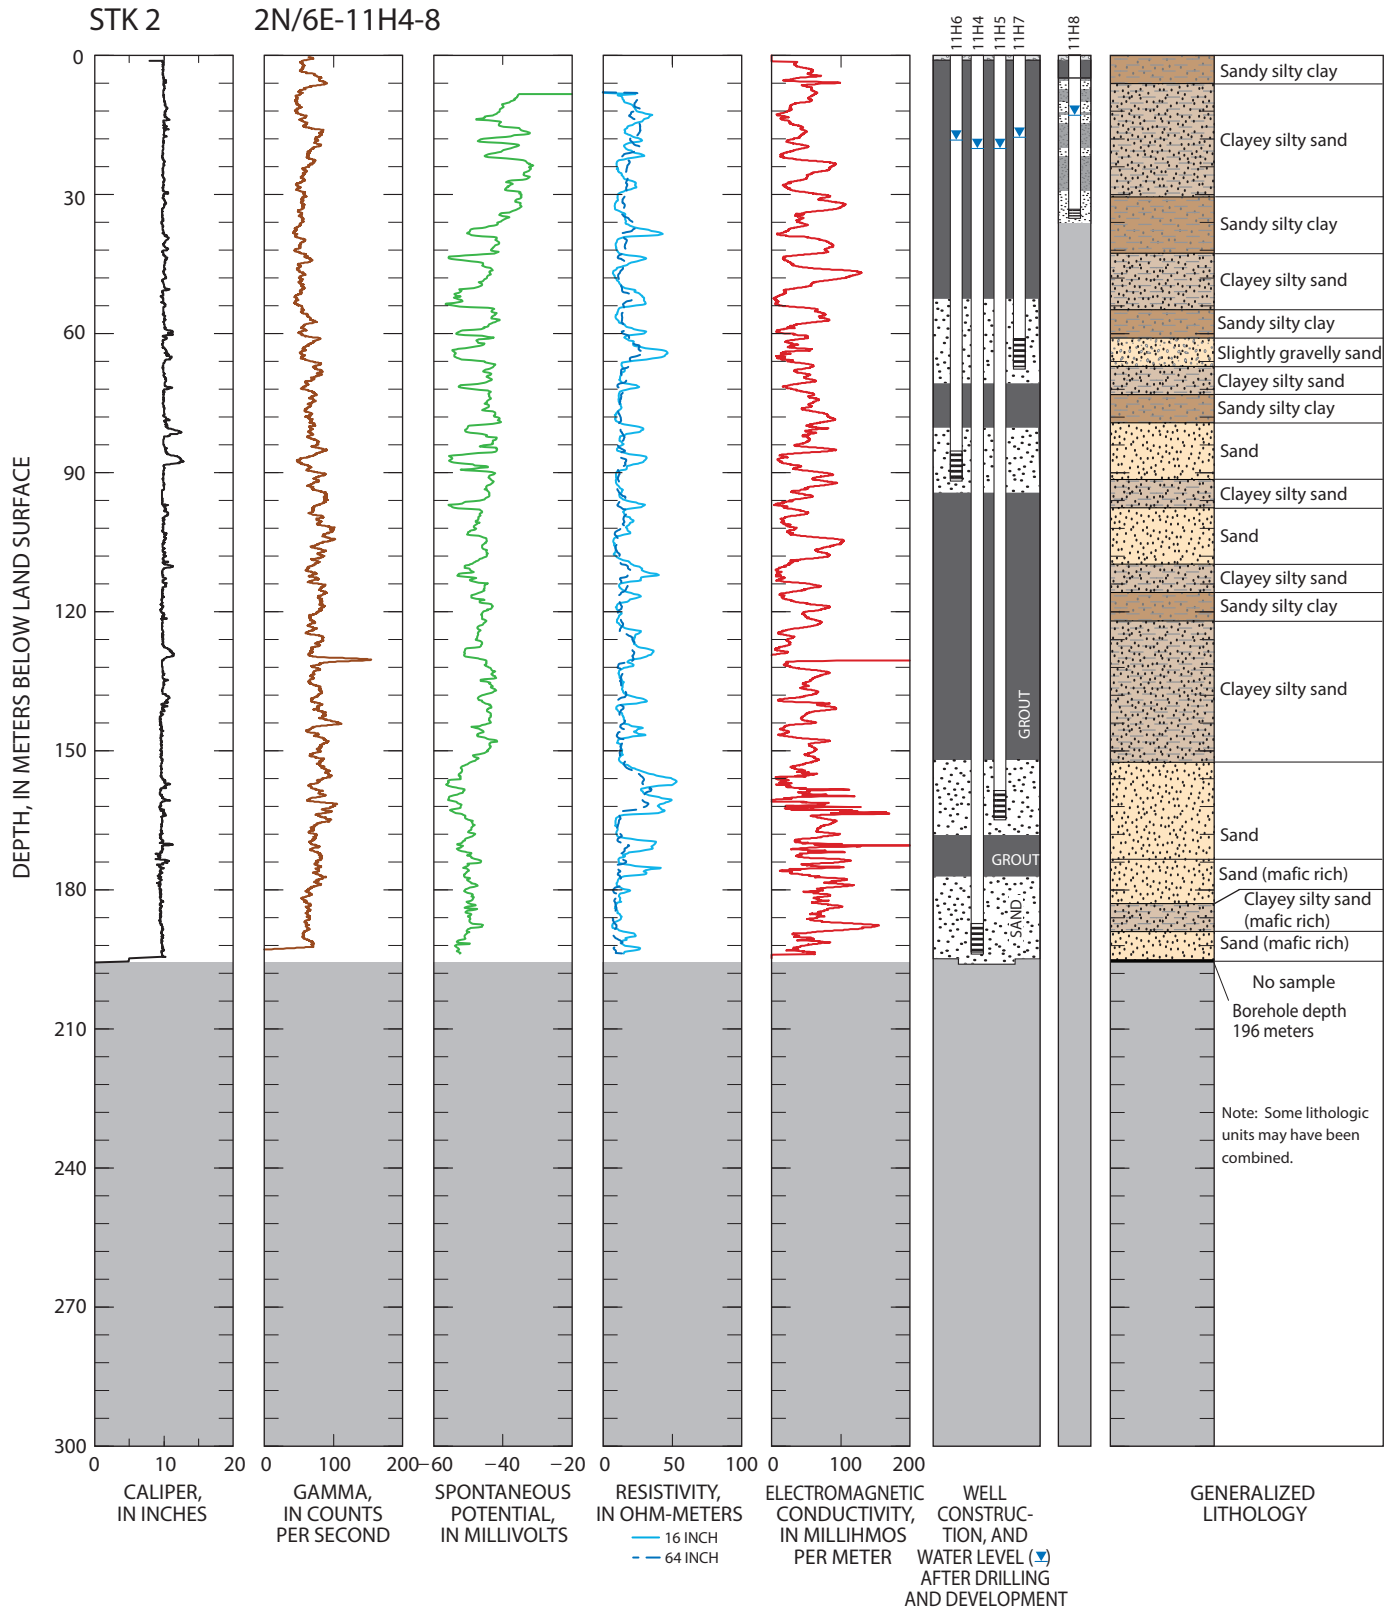 STK 2
2N/6E-11H4-8
11H6
11H4
11H5
11H7
11H8
DEPTH, IN METERS BELOW LAND SURFACE
0
30
60
90
120
150
180
210
240
270
300
Sandy silty clay
Clayey silty sand
Sandy silty clay
Clayey silty sand
Sandy silty clay
Slightly gravelly sand
Clayey silty sand
Sandy silty clay
Sand
Clayey silty sand
Sand
Clayey silty sand
Sandy silty clay
Clayey silty sand
Sand
Sand (mafic rich)
Clayey silty sand
(mafic rich)
Sand (mafic rich)
No sample
Borehole depth
196 meters
Note: Some lithologic
units may have been
combined.
GROUT
GROUT
SAND
0 10 20
CALIPER,
IN INCHES
0 100 200
GAMMA,
IN COUNTS
PER SECOND
−60 −40 −20
SPONTANEOUS
POTENTIAL,
IN MILLIVOLTS
0 50 100
RESISTIVITY,
IN OHM-METERS
16 INCH
64 INCH
0 100 200
ELECTROMAGNETIC
CONDUCTIVITY,
IN MILLIHMOS
PER METER
WELL
CONSTRUC-
TION, AND
WATER LEVEL ( )
AFTER DRILLING
AND DEVELOPMENT
GENERALIZED
LITHOLOGY